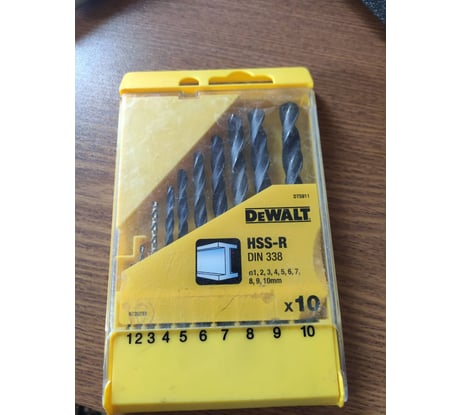 DT5911
DEWALT
HSS-R
DIN 338
ø1, 2, 3, 4, 5, 6, 7,
8, 9, 10mm
x10
1 2 3 4 5 6 7 8 9 10